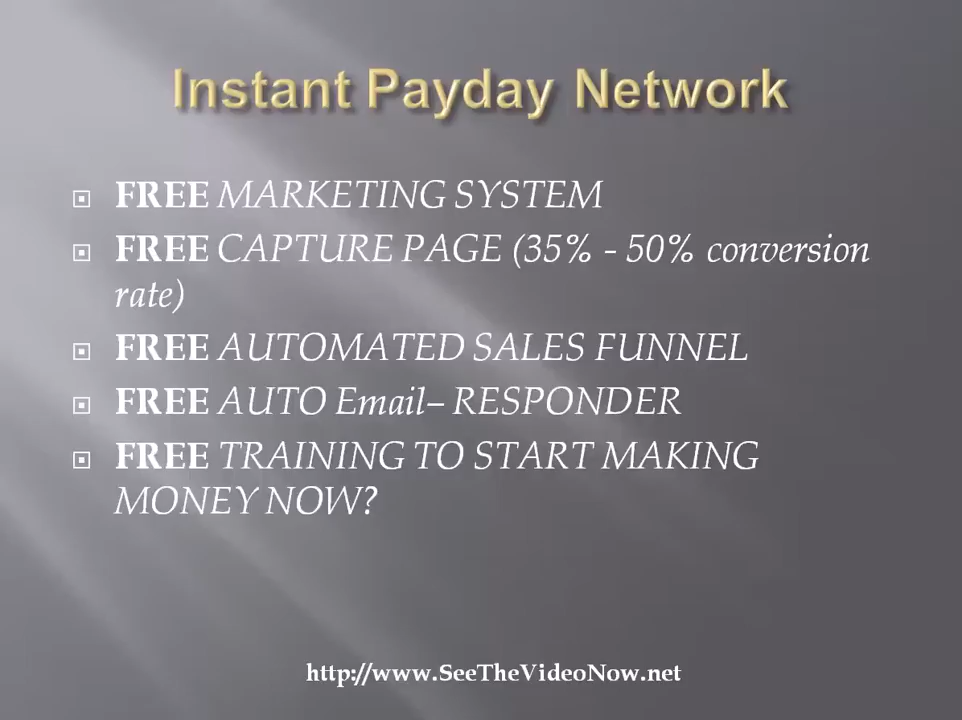 Instant Payday Network
FREE MARKETING SYSTEM
FREE CAPTURE PAGE (35% - 50% conversion
rate)
FREE AUTOMATED SALES FUNNEL
FREE AUTO Email– RESPONDER
FREE TRAINING TO START MAKING
MONEY NOW?
http://www.SeeTheVideoNow.net